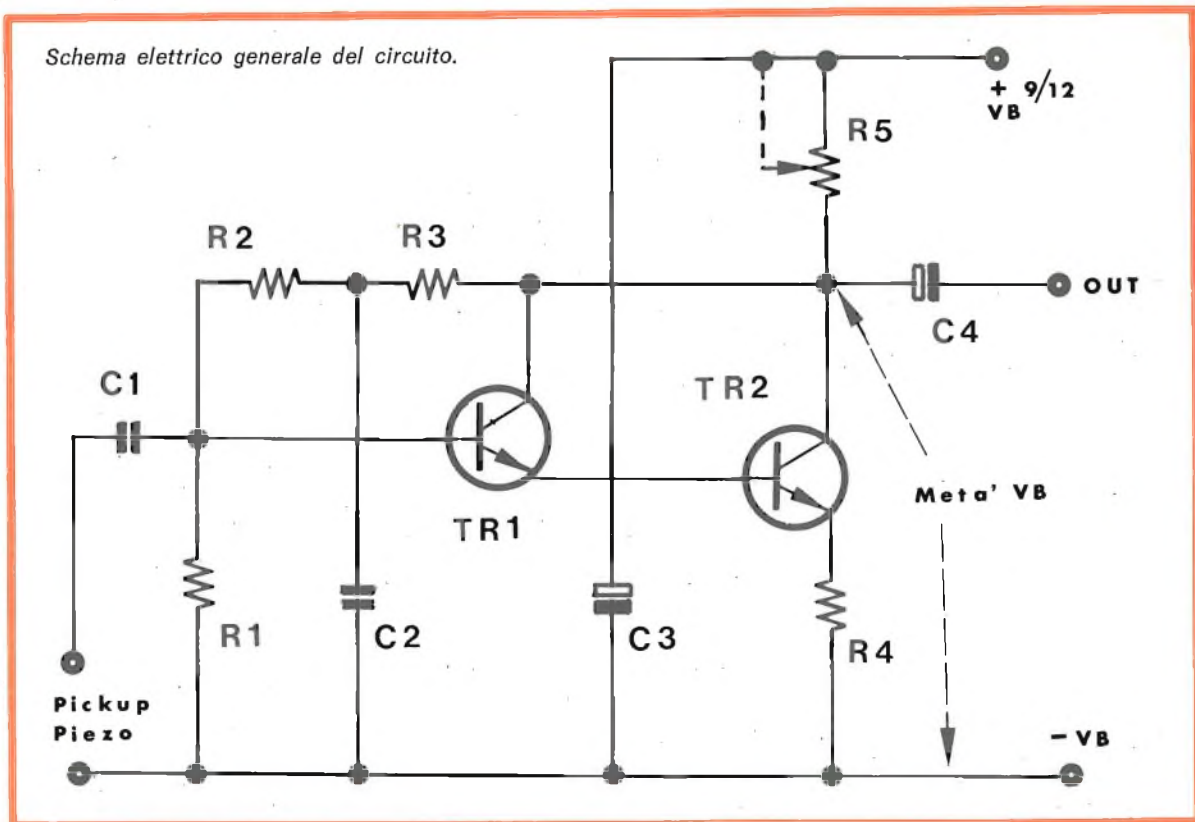 Schema elettrico generale del circuito.
+ 9/12
VB
R5
R2
R3
OUT
C4
C1
TR2
Meta' VB
TR1
R1
C2
C3
R4
Pickup
Piezo
- VB